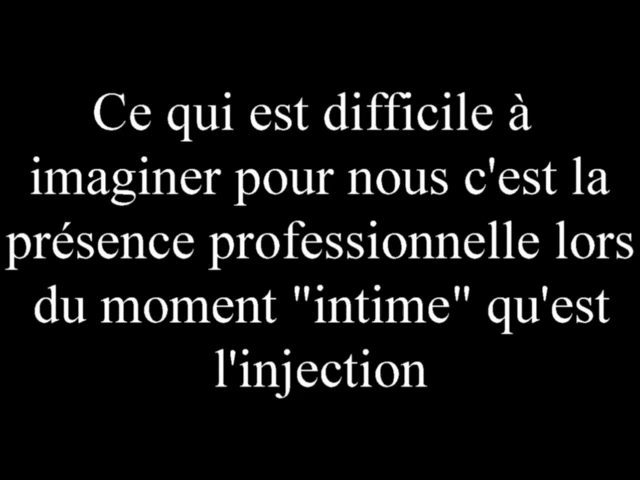 Ce qui est difficile à
imaginer pour nous c'est la
présence professionnelle lors
du moment "intime" qu'est
l'injection